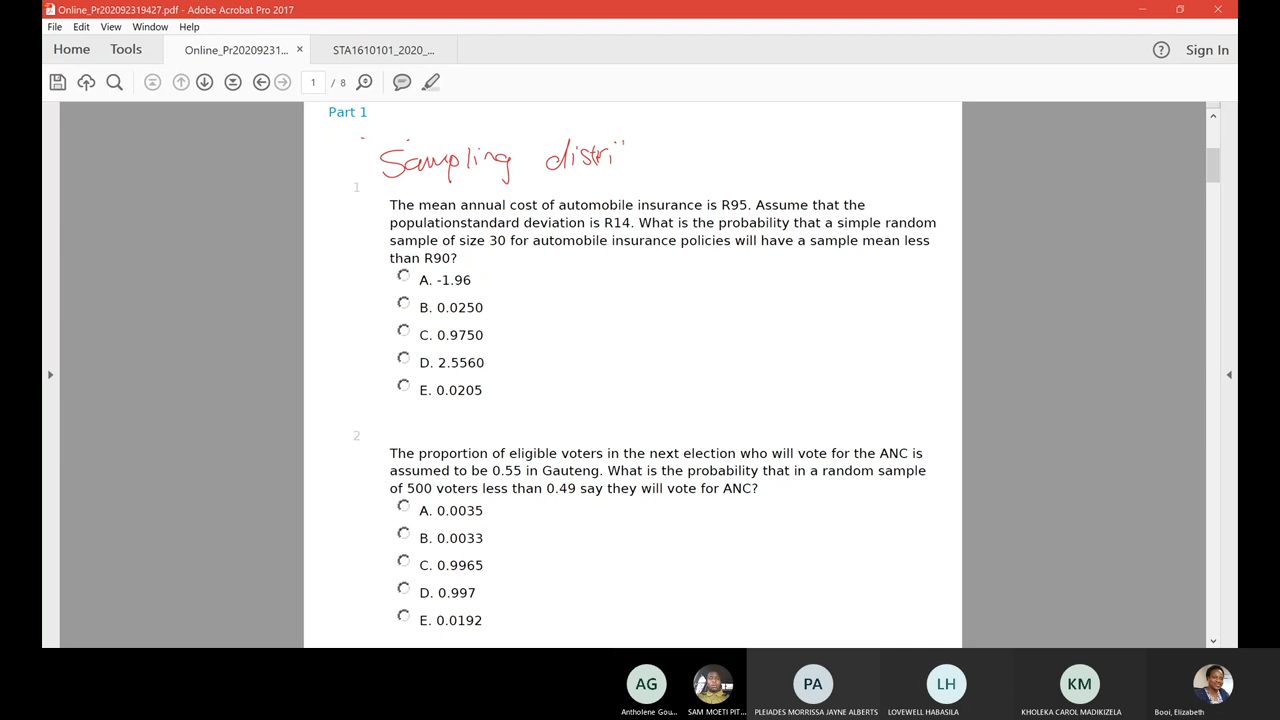 Online_Pr202092319427.pdf - Adobe Acrobat Pro 2017
File Edit View Window Help
Home Tools Online_Pr20209231... × STA1610101_2020_... Sign In
1 / 8
Part 1
Sampling distri
1
The mean annual cost of automobile insurance is R95. Assume that the
populationstandard deviation is R14. What is the probability that a simple random
sample of size 30 for automobile insurance policies will have a sample mean less
than R90?
A. -1.96
B. 0.0250
C. 0.9750
D. 2.5560
E. 0.0205
2
The proportion of eligible voters in the next election who will vote for the ANC is
assumed to be 0.55 in Gauteng. What is the probability that in a random sample
of 500 voters less than 0.49 say they will vote for ANC?
A. 0.0035
B. 0.0033
C. 0.9965
D. 0.997
E. 0.0192
AG PA LH KM
Antholene Gou... SAM MOETI PIT... PLEIADES MORRISSA JAYNE ALBERTS LOVEWELL HABASILA KHOLEKA CAROL MADIKIZELA Booi, Elizabeth